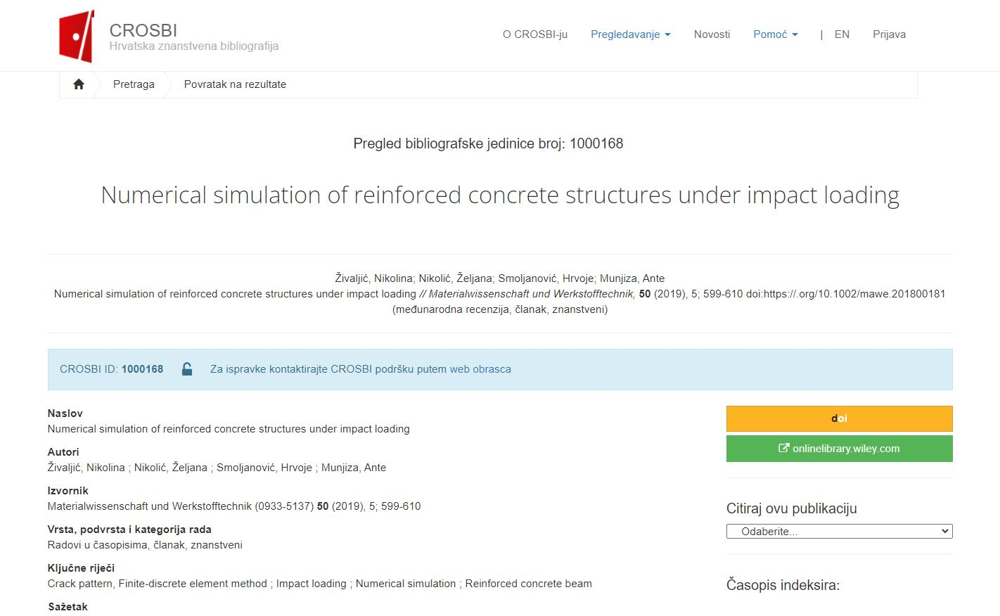 CROSBI
Hrvatska znanstvena bibliografija
O CROSBI-ju Pregledavanje Novosti Pomoć | EN Prijava
Pretraga Povratak na rezultate
Pregled bibliografske jedinice broj: 1000168
Numerical simulation of reinforced concrete structures under impact loading
Živaljić, Nikolina; Nikolić, Željana; Smoljanović, Hrvoje; Munjiza, Ante
Numerical simulation of reinforced concrete structures under impact loading // Materialwissenschaft und Werkstofftechnik, 50 (2019), 5; 599-610 doi:https://.org/10.1002/mawe.201800181
(međunarodna recenzija, članak, znanstveni)
CROSBI ID: 1000168 Za ispravke kontaktirajte CROSBI podršku putem web obrasca
Naslov
Numerical simulation of reinforced concrete structures under impact loading
Autori
Živaljić, Nikolina ; Nikolić, Željana ; Smoljanović, Hrvoje ; Munjiza, Ante
Izvornik
Materialwissenschaft und Werkstofftechnik (0933-5137) 50 (2019), 5; 599-610
Vrsta, podvrsta i kategorija rada
Radovi u časopisima, članak, znanstveni
Ključne riječi
Crack pattern, Finite-discrete element method ; Impact loading ; Numerical simulation ; Reinforced concrete beam
Sažetak
doi
onlinelibrary.wiley.com
Citiraj ovu publikaciju
Odaberite...
Časopis indeksira: